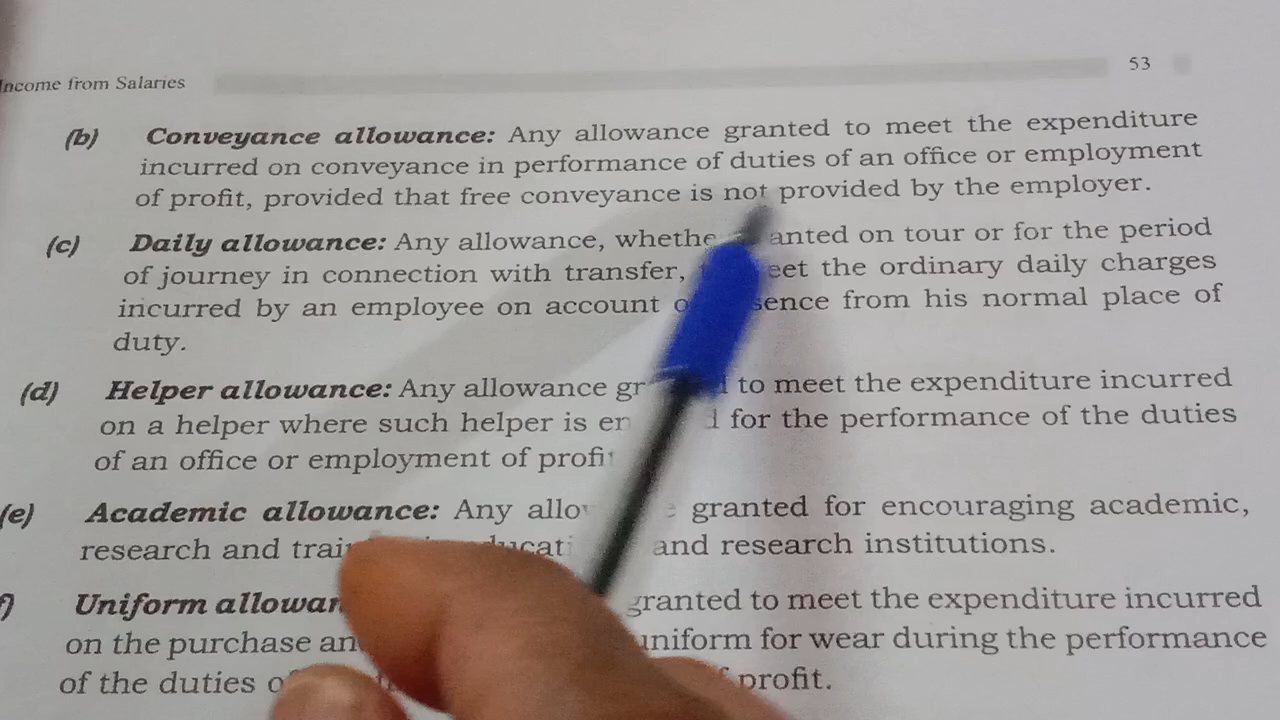 Income from Salaries 53
(b) Conveyance allowance: Any allowance granted to meet the expenditure
incurred on conveyance in performance of duties of an office or employment
of profit, provided that free conveyance is not provided by the employer.
(c) Daily allowance: Any allowance, on tour or for the period
of journey in connection with transfer, the ordinary daily charges
incurred by an employee on account from his normal place of
duty.
(d) Helper allowance: Any allowance to meet the expenditure incurred
on a helper where such helper is for the performance of the duties
of an office or employment of profit
(e) Academic allowance: Any granted for encouraging academic,
research and and research institutions.
Uniform granted to meet the expenditure incurred
on the purchase uniform for wear during the performance
of the duties profit.